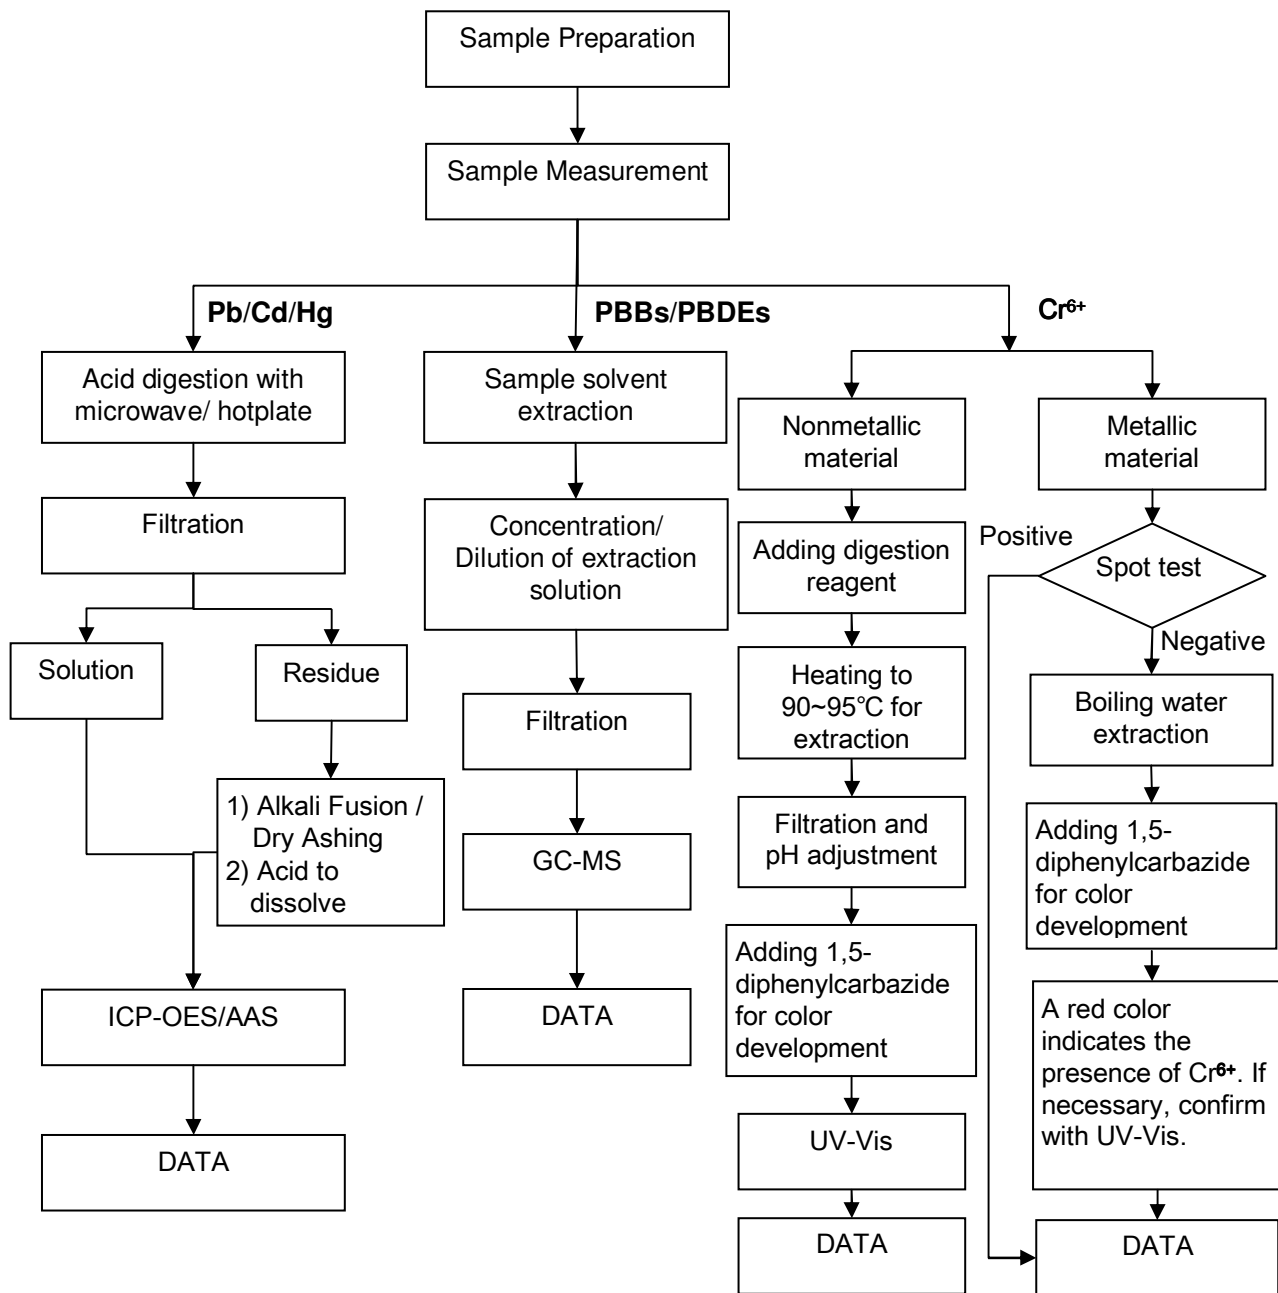 Sample Preparation
Sample Measurement
Pb/Cd/Hg
Acid digestion with
microwave/ hotplate
Filtration
Solution
Residue
1) Alkali Fusion /
Dry Ashing
2) Acid to
dissolve
ICP-OES/AAS
DATA
PBBs/PBDEs
Sample solvent
extraction
Concentration/
Dilution of extraction
solution
Filtration
GC-MS
DATA
Cr⁶⁺
Nonmetallic
material
Adding digestion
reagent
Heating to
90~95℃ for
extraction
Filtration and
pH adjustment
Adding 1,5-
diphenylcarbazide
for color
development
UV-Vis
DATA
Metallic
material
Spot test
Positive
Negative
Boiling water
extraction
Adding 1,5-
diphenylcarbazide
for color
development
A red color
indicates the
presence of Cr⁶⁺. If
necessary, confirm
with UV-Vis.
DATA